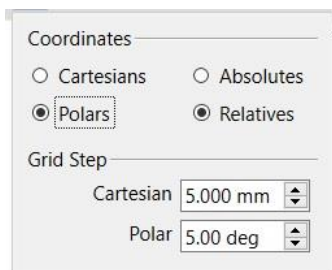 Coordinates
Cartesians Absolutes
Polars Relatives
Grid Step
Cartesian 5.000 mm
Polar 5.00 deg